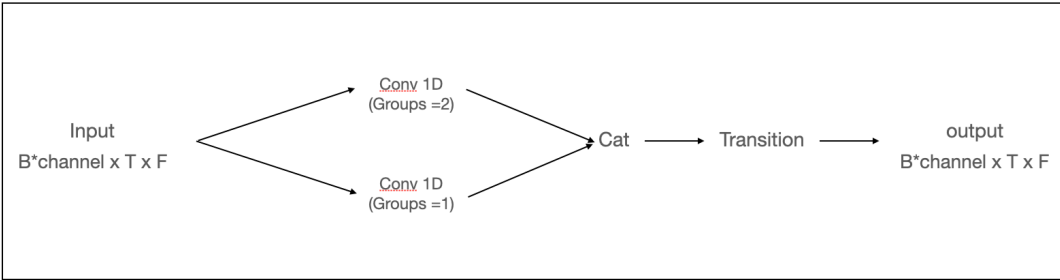 Input
B*channel x T x F
Conv 1D
(Groups =2)
Conv 1D
(Groups =1)
Cat
Transition
output
B*channel x T x F